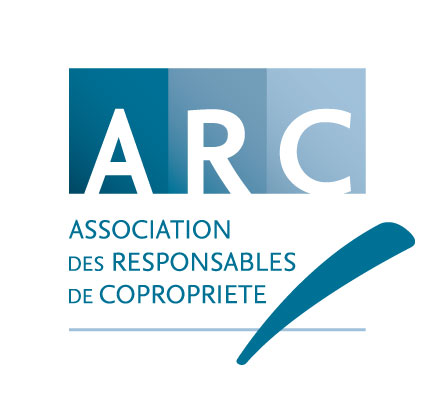 ARC
ASSOCIATION
DES RESPONSABLES
DE COPROPRIETE